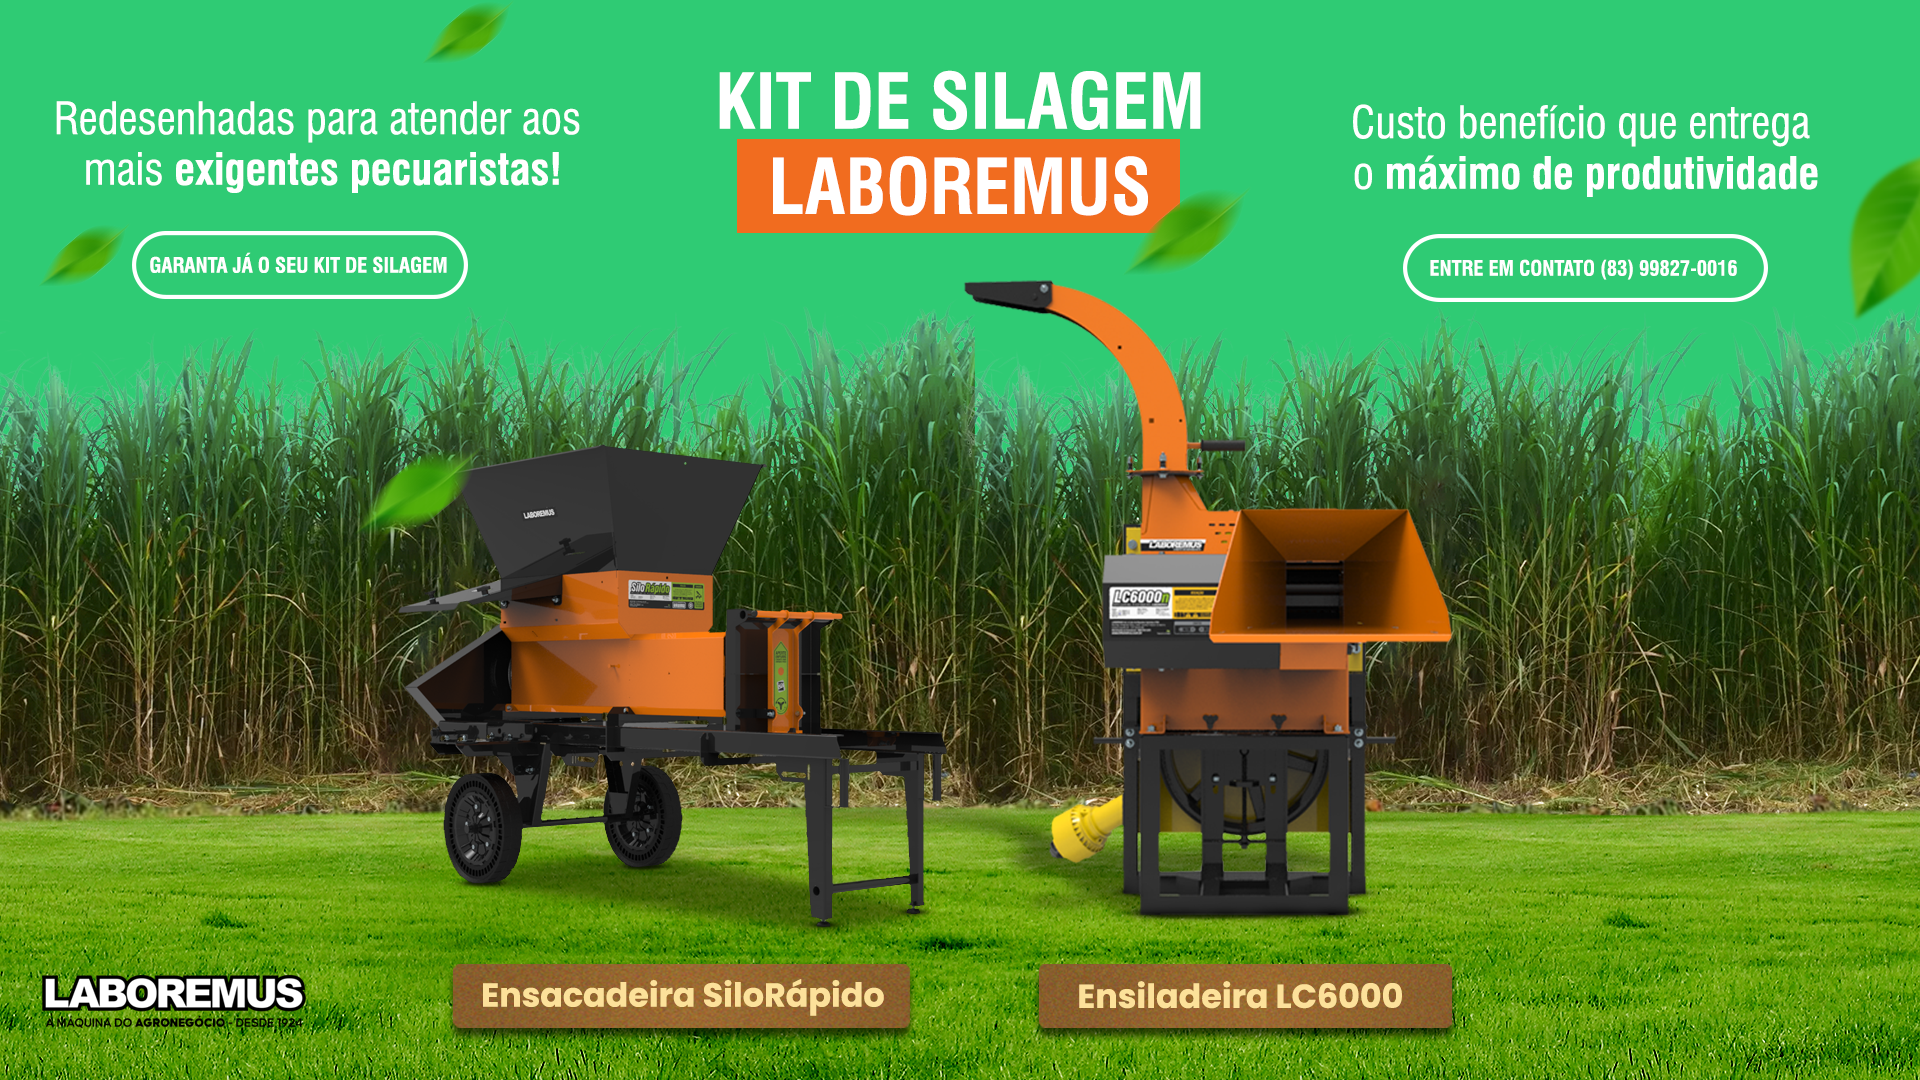 Redesenhadas para atender aos
mais exigentes pecuaristas!
GARANTA JÁ O SEU KIT DE SILAGEM
KIT DE SILAGEM
LABOREMUS
Custo benefício que entrega
o máximo de produtividade
ENTRE EM CONTATO (83) 99827-0016
LABOREMUS
SiloRápido
LABOREMUS
LC6000n
LABOREMUS
A MÁQUINA DO AGRONEGÓCIO - DESDE 1924
Ensacadeira SiloRápido
Ensiladeira LC6000